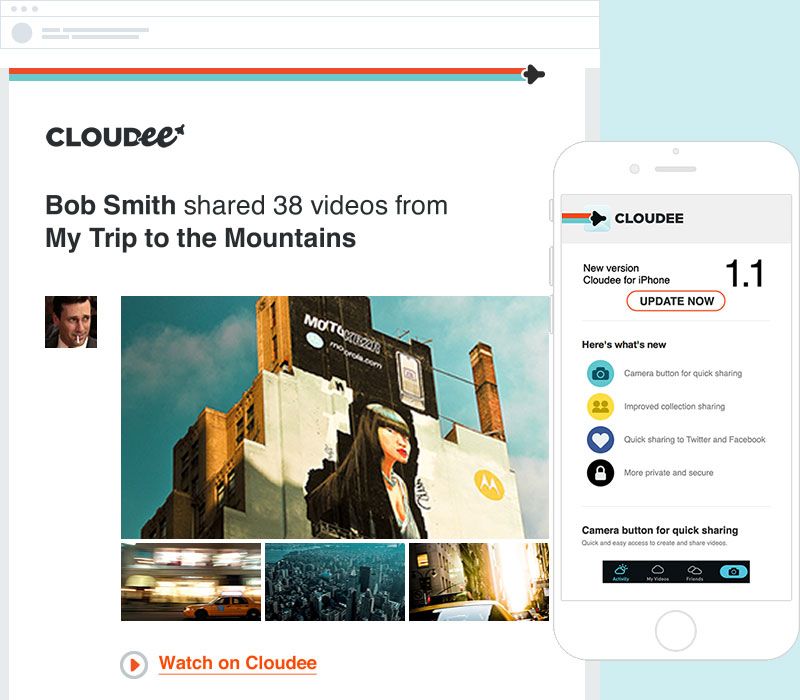 CLOUDee
Bob Smith shared 38 videos from
My Trip to the Mountains
MOTOKRZR
motorola.com
Watch on Cloudee
CLOUDEE
New version
Cloudee for iPhone
1.1
UPDATE NOW
Here's what's new
Camera button for quick sharing
Improved collection sharing
Quick sharing to Twitter and Facebook
More private and secure
Camera button for quick sharing
Quick and easy access to create and share videos.
Activity
My Videos
Friends